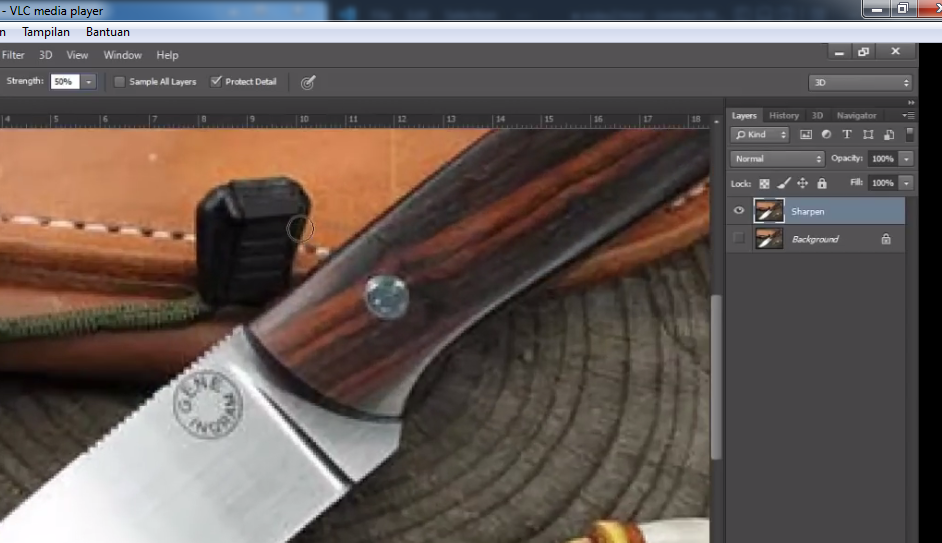 - VLC media player
n Tampilan Bantuan
Filter 3D View Window Help
Strength: 50% Sample All Layers Protect Detail 3D
4 5 6 7 8 9 10 11 12 13 14 15 16 17 18
Layers History 3D Navigator
Kind T
Normal Opacity: 100%
Lock: Fill: 100%
Sharpen
Background
GENE
INGRAM